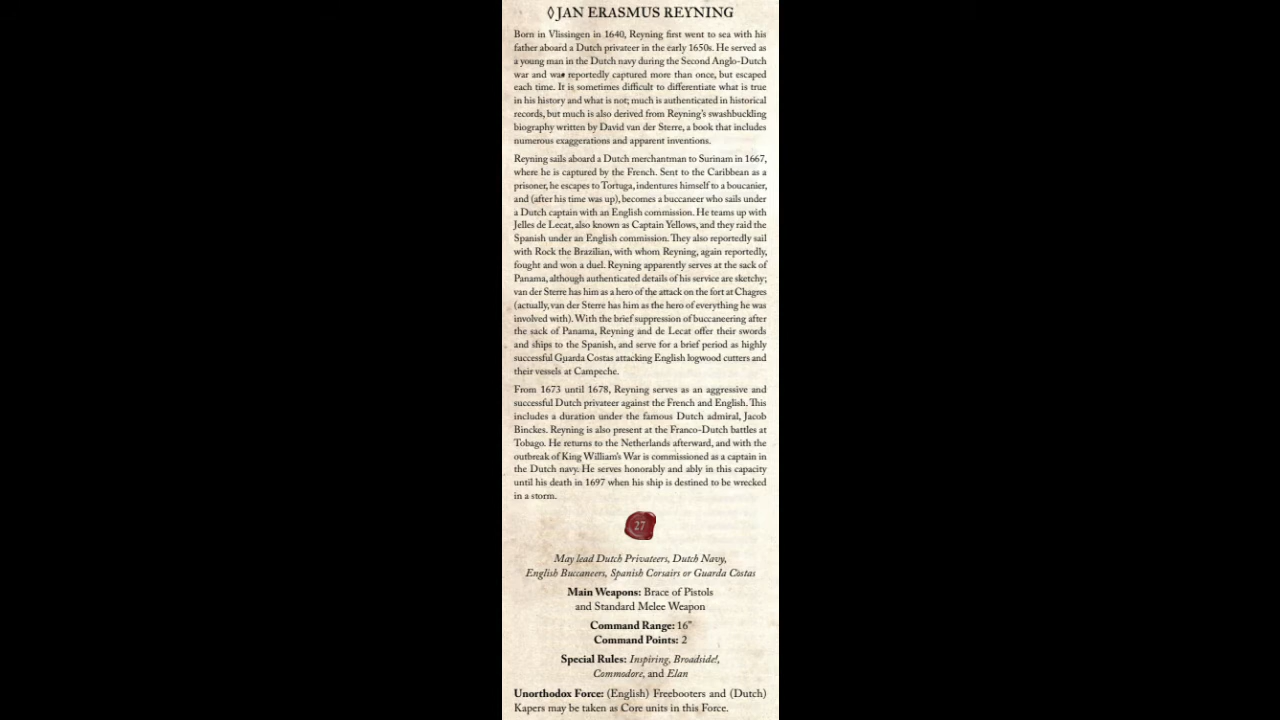 ◊JAN ERASMUS REYNING
Born in Vlissingen in 1640, Reyning first went to sea with his
father aboard a Dutch privateer in the early 1650s. He served as
a young man in the Dutch navy during the Second Anglo-Dutch
war and was reportedly captured more than once, but escaped
each time. It is sometimes difficult to differentiate what is true
in his history and what is not; much is authenticated in historical
records, but much is also derived from Reyning's swashbuckling
biography written by David van der Sterre, a book that includes
numerous exaggerations and apparent inventions.
Reyning sails aboard a Dutch merchantman to Surinam in 1667,
where he is captured by the French. Sent to the Caribbean as a
prisoner, he escapes to Tortuga, indentures himself to a boucanier,
and (after his time was up), becomes a buccaneer who sails under
a Dutch captain with an English commission. He teams up with
Jelles de Lecat, also known as Captain Yellows, and they raid the
Spanish under an English commission. They also reportedly sail
with Rock the Brazilian, with whom Reyning, again reportedly,
fought and won a duel. Reyning apparently serves at the sack of
Panama, although authenticated details of his service are sketchy;
van der Sterre has him as a hero of the attack on the fort at Chagres
(actually, van der Sterre has him as the hero of everything he was
involved with). With the brief suppression of buccaneering after
the sack of Panama, Reyning and de Lecat offer their swords
and ships to the Spanish, and serve for a brief period as highly
successful Guarda Costas attacking English logwood cutters and
their vessels at Campeche.
From 1673 until 1678, Reyning serves as an aggressive and
successful Dutch privateer against the French and English. This
includes a duration under the famous Dutch admiral, Jacob
Binckes. Reyning is also present at the Franco-Dutch battles at
Tobago. He returns to the Netherlands afterward, and with the
outbreak of King William's War is commissioned as a captain in
the Dutch navy. He serves honorably and ably in this capacity
until his death in 1697 when his ship is destined to be wrecked
in a storm.
27
May lead Dutch Privateers, Dutch Navy,
English Buccaneers, Spanish Corsairs or Guarda Costas
Main Weapons: Brace of Pistols
and Standard Melee Weapon
Command Range: 16"
Command Points: 2
Special Rules: Inspiring, Broadside!,
Commodore, and Elan
Unorthodox Force: (English) Freebooters and (Dutch)
Kapers may be taken as Core units in this Force.